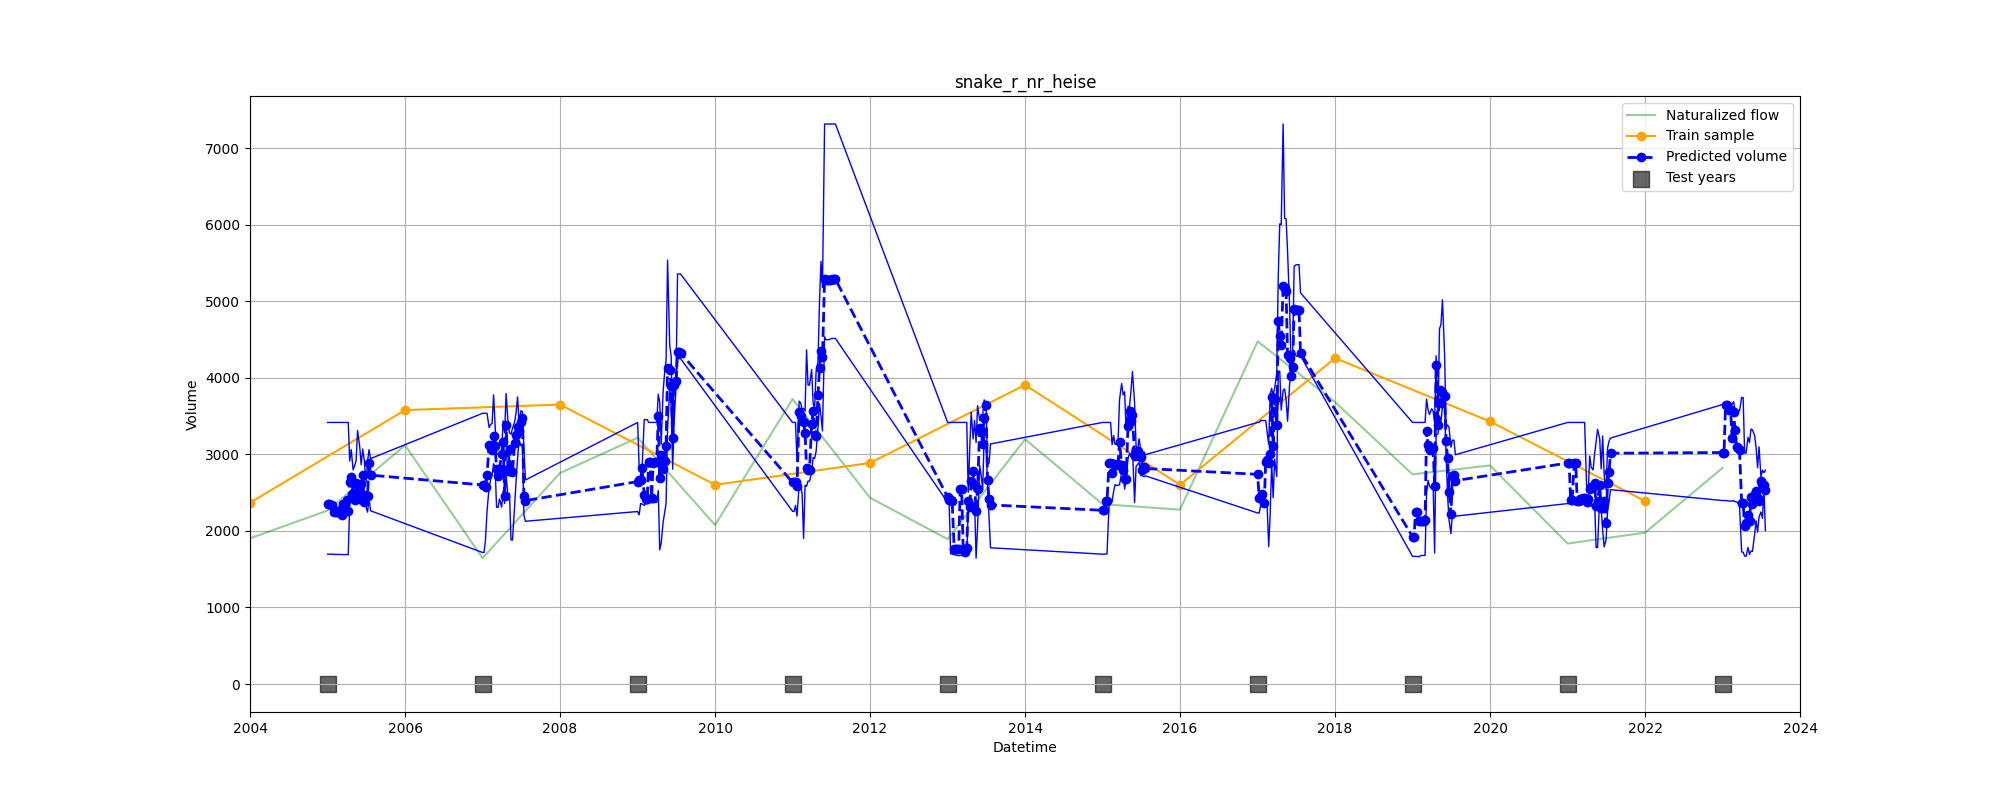 snake_r_nr_heise
Naturalized flow
Train sample
Predicted volume
Test years
Volume
7000
6000
5000
4000
3000
2000
1000
0
2004 2006 2008 2010 2012 2014 2016 2018 2020 2022 2024
Datetime